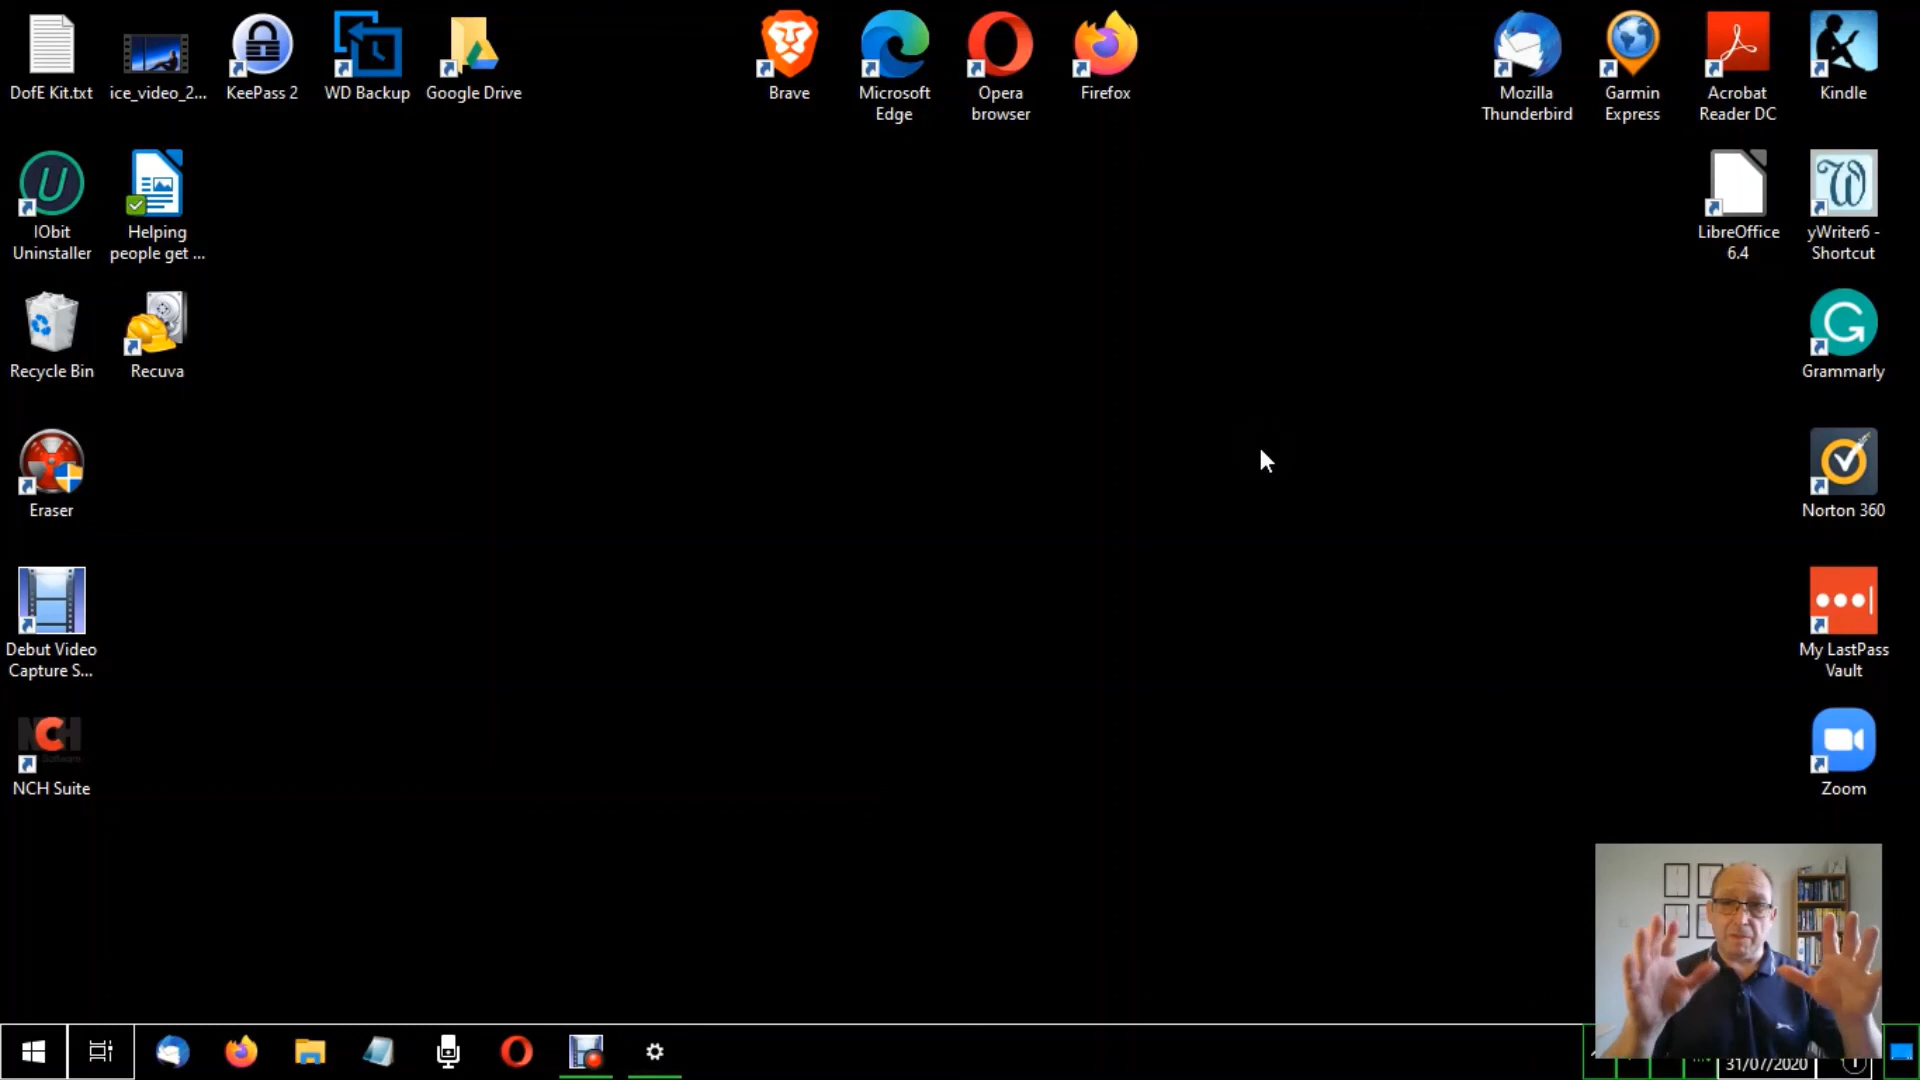 DofE Kit.txt
ice_video_2...
KeePass 2
WD Backup
Google Drive
Brave
Microsoft
Edge
Opera
browser
Firefox
Mozilla
Thunderbird
Garmin
Express
Acrobat
Reader DC
Kindle
IObit
Uninstaller
Helping
people get ...
LibreOffice
6.4
yWriter6 -
Shortcut
Recycle Bin
Recuva
Grammarly
Eraser
Norton 360
Debut Video
Capture S...
My LastPass
Vault
NCH
Software
NCH Suite
Zoom
31/07/2020